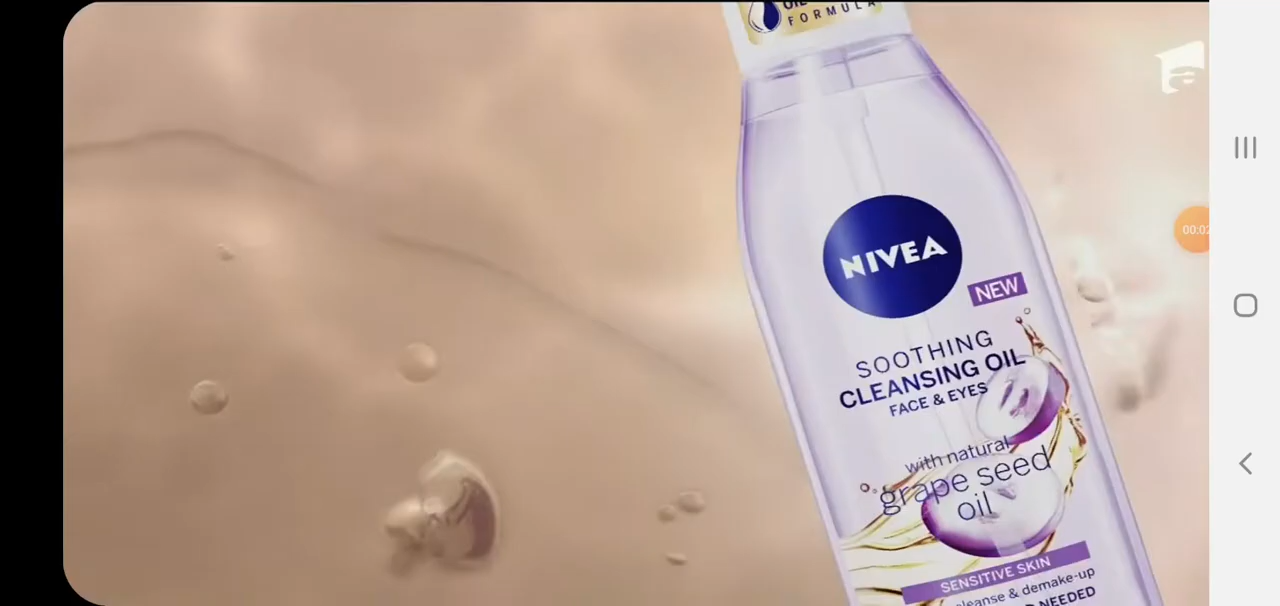 FORMULA
NIVEA
NEW
SOOTHING
CLEANSING OIL
FACE & EYES
with natural
grape seed
oil
SENSITIVE SKIN
cleanse & demake-up
NEEDED